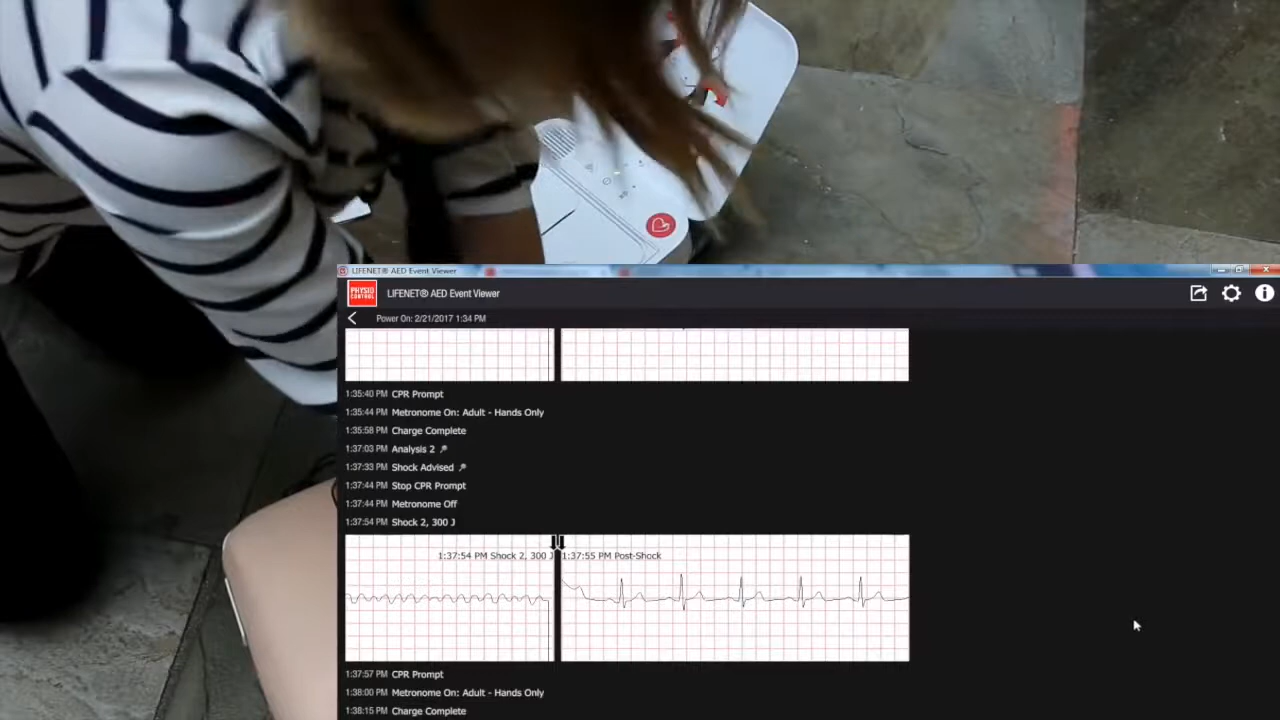 LIFENET® AED Event Viewer
PHYSIO
CONTROL
LIFENET® AED Event Viewer
Power On: 2/21/2017 1:34 PM
1:35:40 PM CPR Prompt
1:35:44 PM Metronome On: Adult - Hands Only
1:35:58 PM Charge Complete
1:37:03 PM Analysis 2
1:37:33 PM Shock Advised
1:37:44 PM Stop CPR Prompt
1:37:44 PM Metronome Off
1:37:54 PM Shock 2, 300 J
1:37:54 PM Shock 2, 300 J 1:37:55 PM Post-Shock
1:37:57 PM CPR Prompt
1:38:00 PM Metronome On: Adult - Hands Only
1:38:15 PM Charge Complete